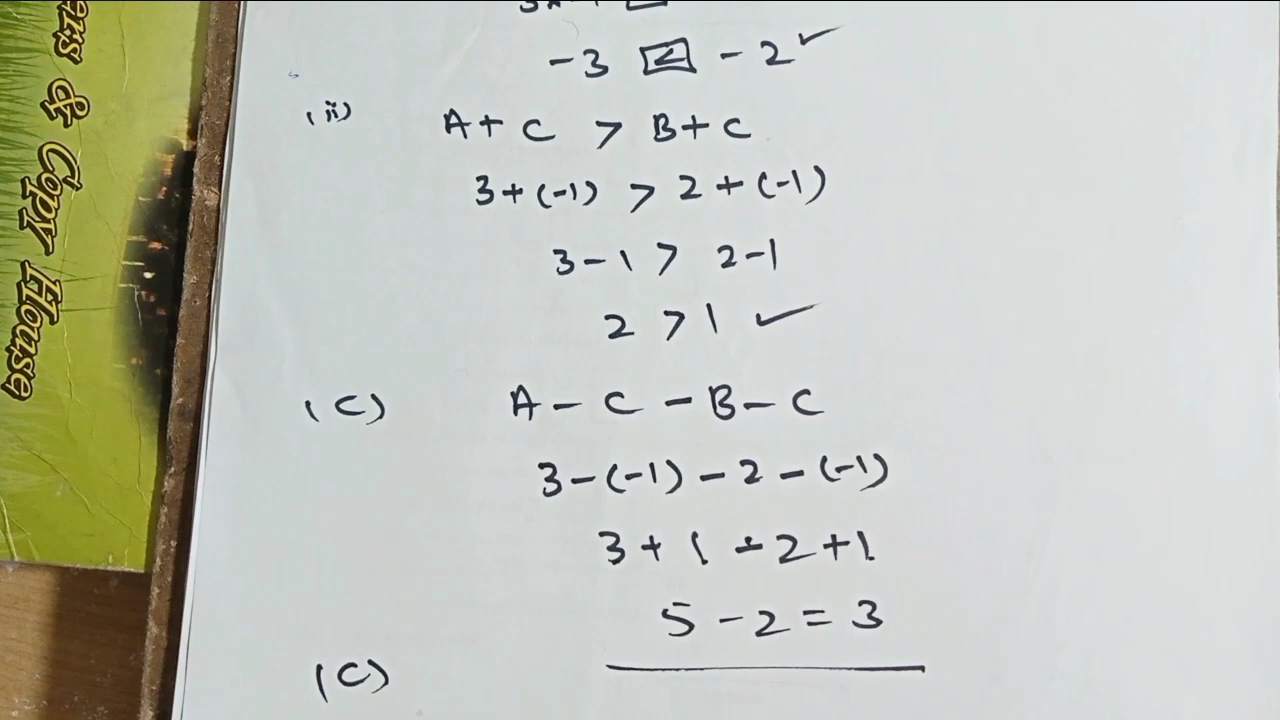 -3 < -2 ✓
(ii) A + C > B + C
3 + (-1) > 2 + (-1)
3 - 1 > 2 - 1
2 > 1 ✓
(C) A - C - B - C
3 - (-1) - 2 - (-1)
3 + 1 - 2 + 1
5 - 2 = 3
(C)
& Copy House